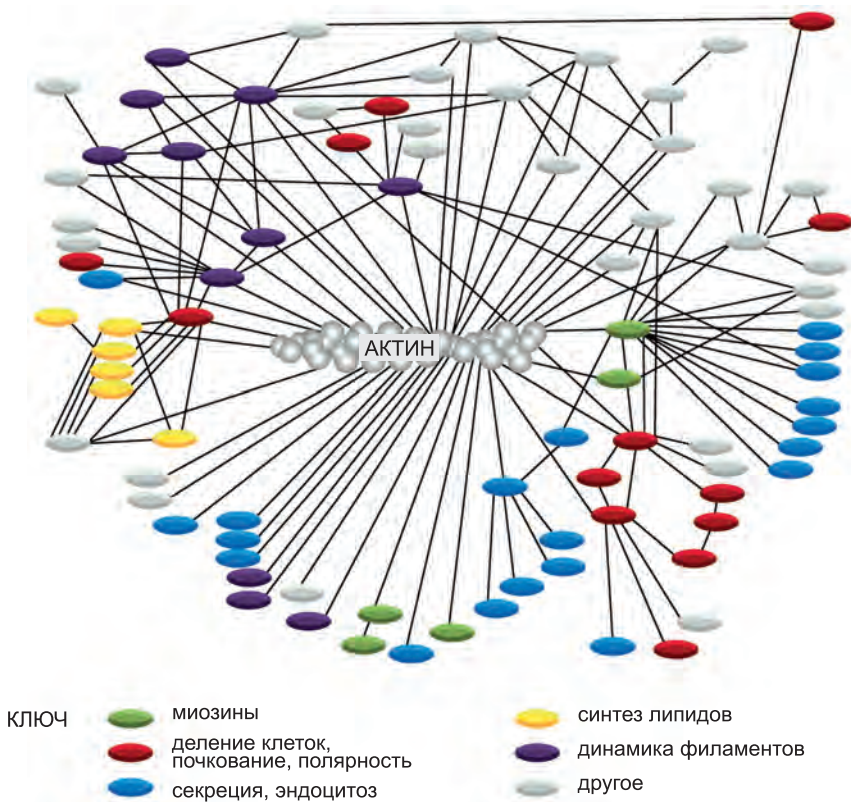 АКТИН
КЛЮЧ
миозины
деление клеток,
почкование, полярность
секреция, эндоцитоз
синтез липидов
динамика филаментов
другое